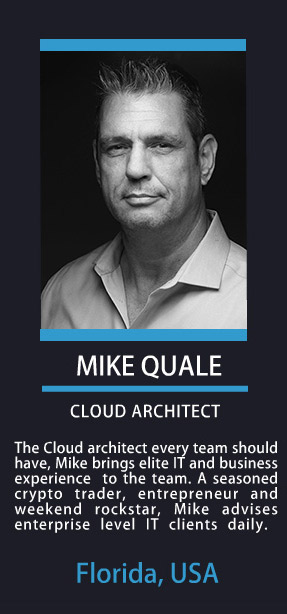 MIKE QUALE
CLOUD ARCHITECT
The Cloud architect every team should
have, Mike brings elite IT and business
experience to the team. A seasoned
crypto trader, entrepreneur and
weekend rockstar, Mike advises
enterprise level IT clients daily.
Florida, USA